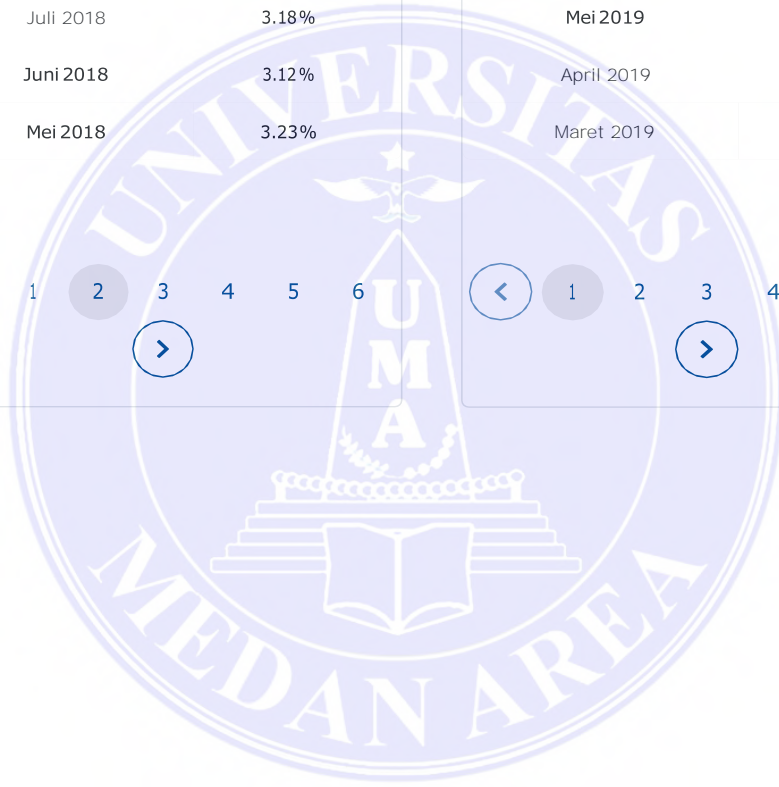 Juli 2018 3.18% Mei 2019
Juni 2018 3.12% April 2019
Mei 2018 3.23% Maret 2019
1 2 3 4 5 6 1 2 3 4
UNIVERSITAS
UMA
MEDAN AREA